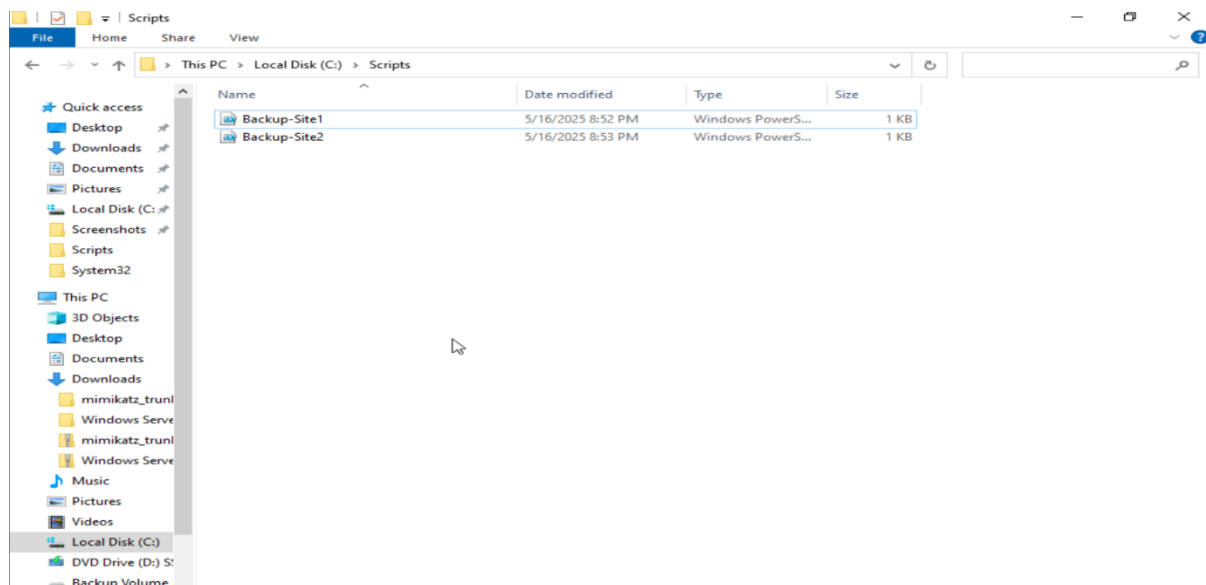 Scripts
File Home Share View
This PC > Local Disk (C:) > Scripts
Name Date modified Type Size
Quick access
Desktop
Downloads
Documents
Pictures
Local Disk (C:
Screenshots
Scripts
System32
This PC
3D Objects
Desktop
Documents
Downloads
mimikatz_trunl
Windows Serve
mimikatz_trunl
Windows Serve
Music
Pictures
Videos
Local Disk (C:)
DVD Drive (D:) S
Backup Volume
Backup-Site1 5/16/2025 8:52 PM Windows PowerS... 1 KB
Backup-Site2 5/16/2025 8:53 PM Windows PowerS... 1 KB